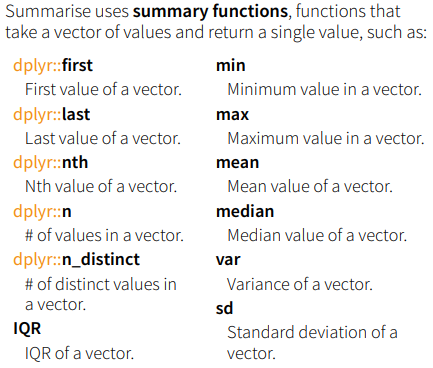 Summarise uses summary functions, functions that
take a vector of values and return a single value, such as:
dplyr::first
First value of a vector.
dplyr::last
Last value of a vector.
dplyr::nth
Nth value of a vector.
dplyr::n
# of values in a vector.
dplyr::n_distinct
# of distinct values in
a vector.
IQR
IQR of a vector.
min
Minimum value in a vector.
max
Maximum value in a vector.
mean
Mean value of a vector.
median
Median value of a vector.
var
Variance of a vector.
sd
Standard deviation of a
vector.